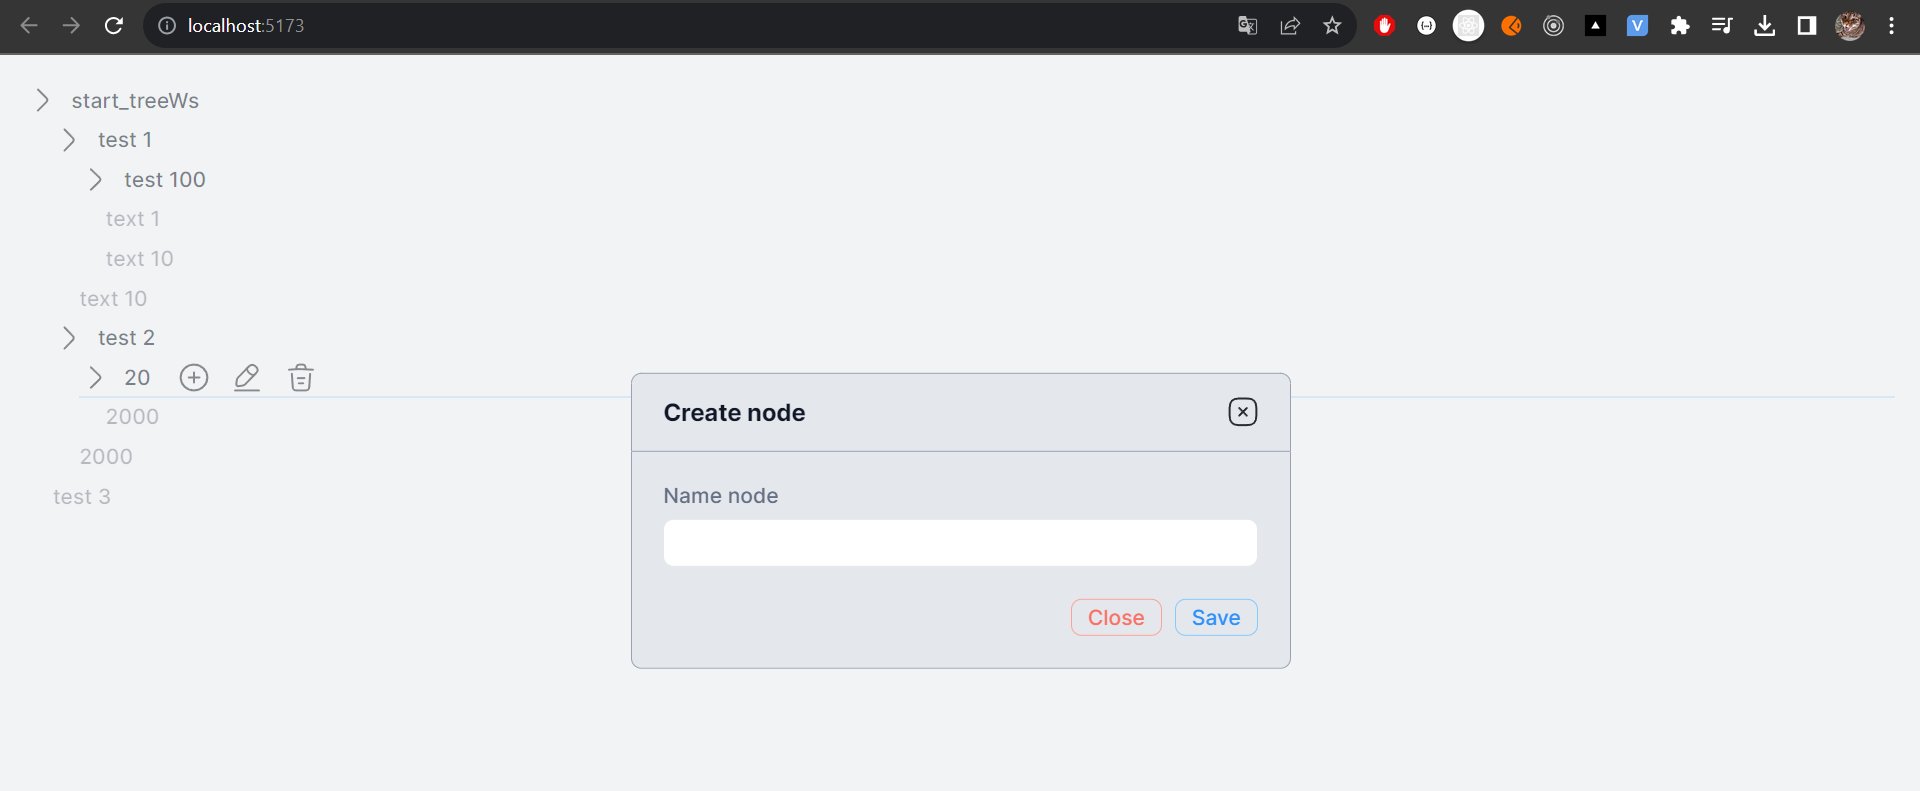 localhost:5173
start_treeWs
test 1
test 100
text 1
text 10
text 10
test 2
20
2000
2000
test 3
Create node
Name node
Close
Save